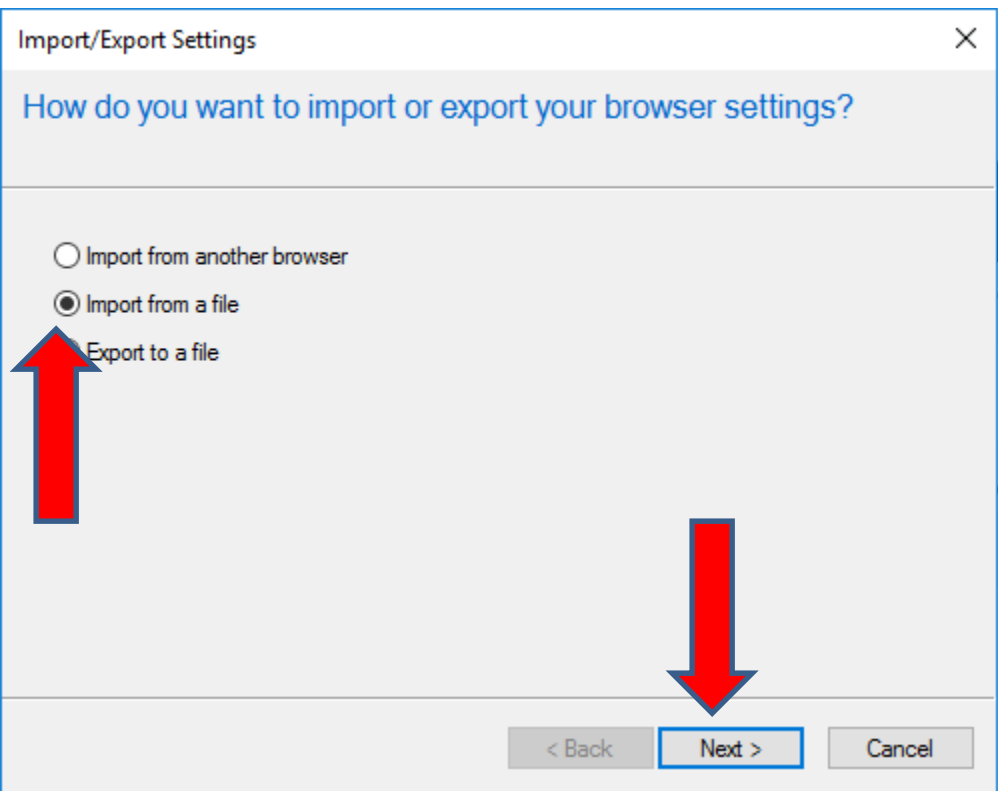 Import/Export Settings
How do you want to import or export your browser settings?
Import from another browser
Import from a file
Export to a file
< Back Next > Cancel